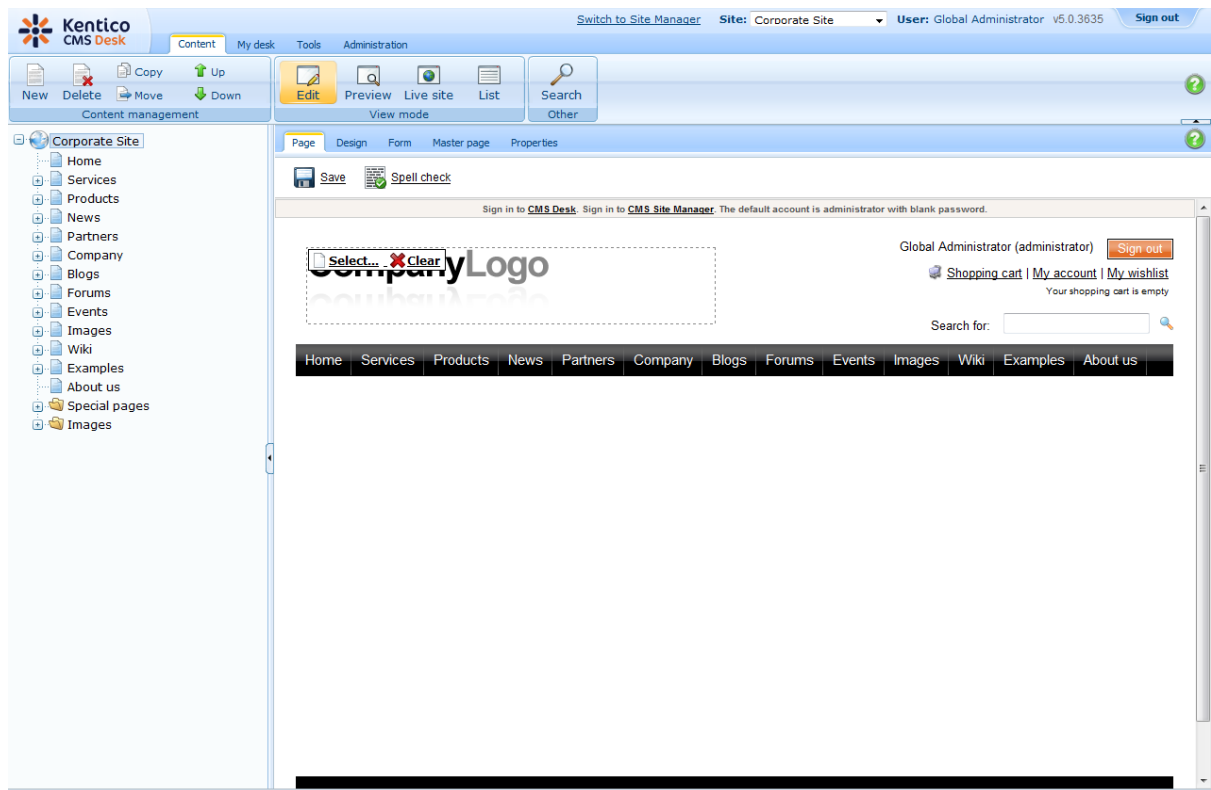 Kentico
CMS Desk
Switch to Site Manager Site: Corporate Site User: Global Administrator v5.0.3635 Sign out
Content My desk Tools Administration
New Delete Copy Move Up Down
Content management
Edit Preview Live site List
View mode
Search
Other
Corporate Site
Home
Services
Products
News
Partners
Company
Blogs
Forums
Events
Images
Wiki
Examples
About us
Special pages
Images
Page Design Form Master page Properties
Save Spell check
Sign in to CMS Desk. Sign in to CMS Site Manager. The default account is administrator with blank password.
Select... Clear
CompanyLogo
Global Administrator (administrator) Sign out
Shopping cart | My account | My wishlist
Your shopping cart is empty
Search for:
Home Services Products News Partners Company Blogs Forums Events Images Wiki Examples About us